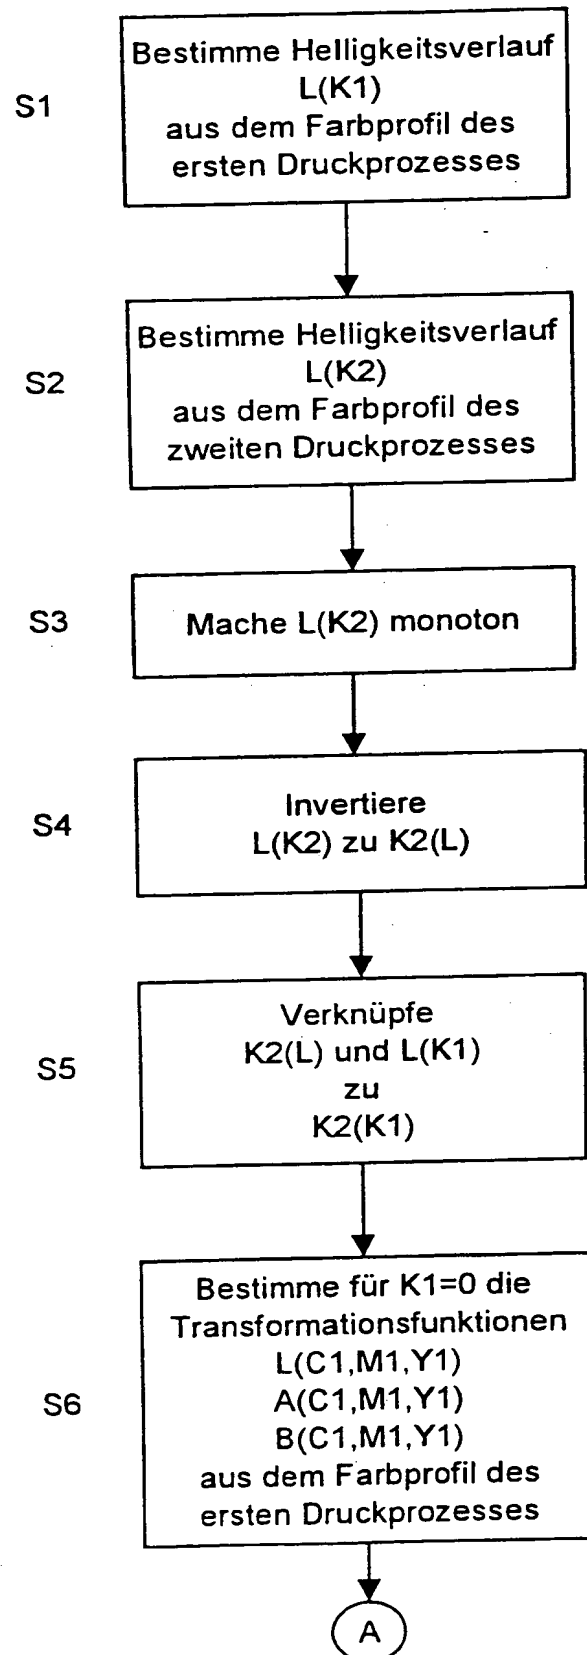 S1
Bestimme Helligkeitsverlauf
L(K1)
aus dem Farbprofil des
ersten Druckprozesses
S2
Bestimme Helligkeitsverlauf
L(K2)
aus dem Farbprofil des
zweiten Druckprozesses
S3
Mache L(K2) monoton
S4
Invertiere
L(K2) zu K2(L)
S5
Verknüpfe
K2(L) und L(K1)
zu
K2(K1)
S6
Bestimme für K1=0 die
Transformationsfunktionen
L(C1,M1,Y1)
A(C1,M1,Y1)
B(C1,M1,Y1)
aus dem Farbprofil des
ersten Druckprozesses
A